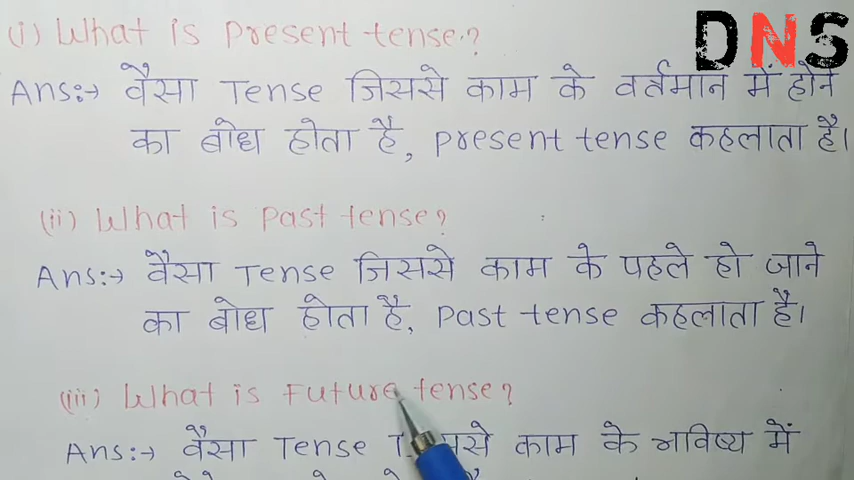 DNS
(i) What is Present tense?
Ans:→ वैसा Tense जिससे काम के वर्तमान में होने
का बोध होता है, Present tense कहलाता है।
(ii) What is Past tense?
Ans:→ वैसा Tense जिससे काम के पहले हो जाने
का बोध होता है, Past tense कहलाता है।
(iii) What is Future tense?
Ans:→ वैसा Tense काम के भविष्य में